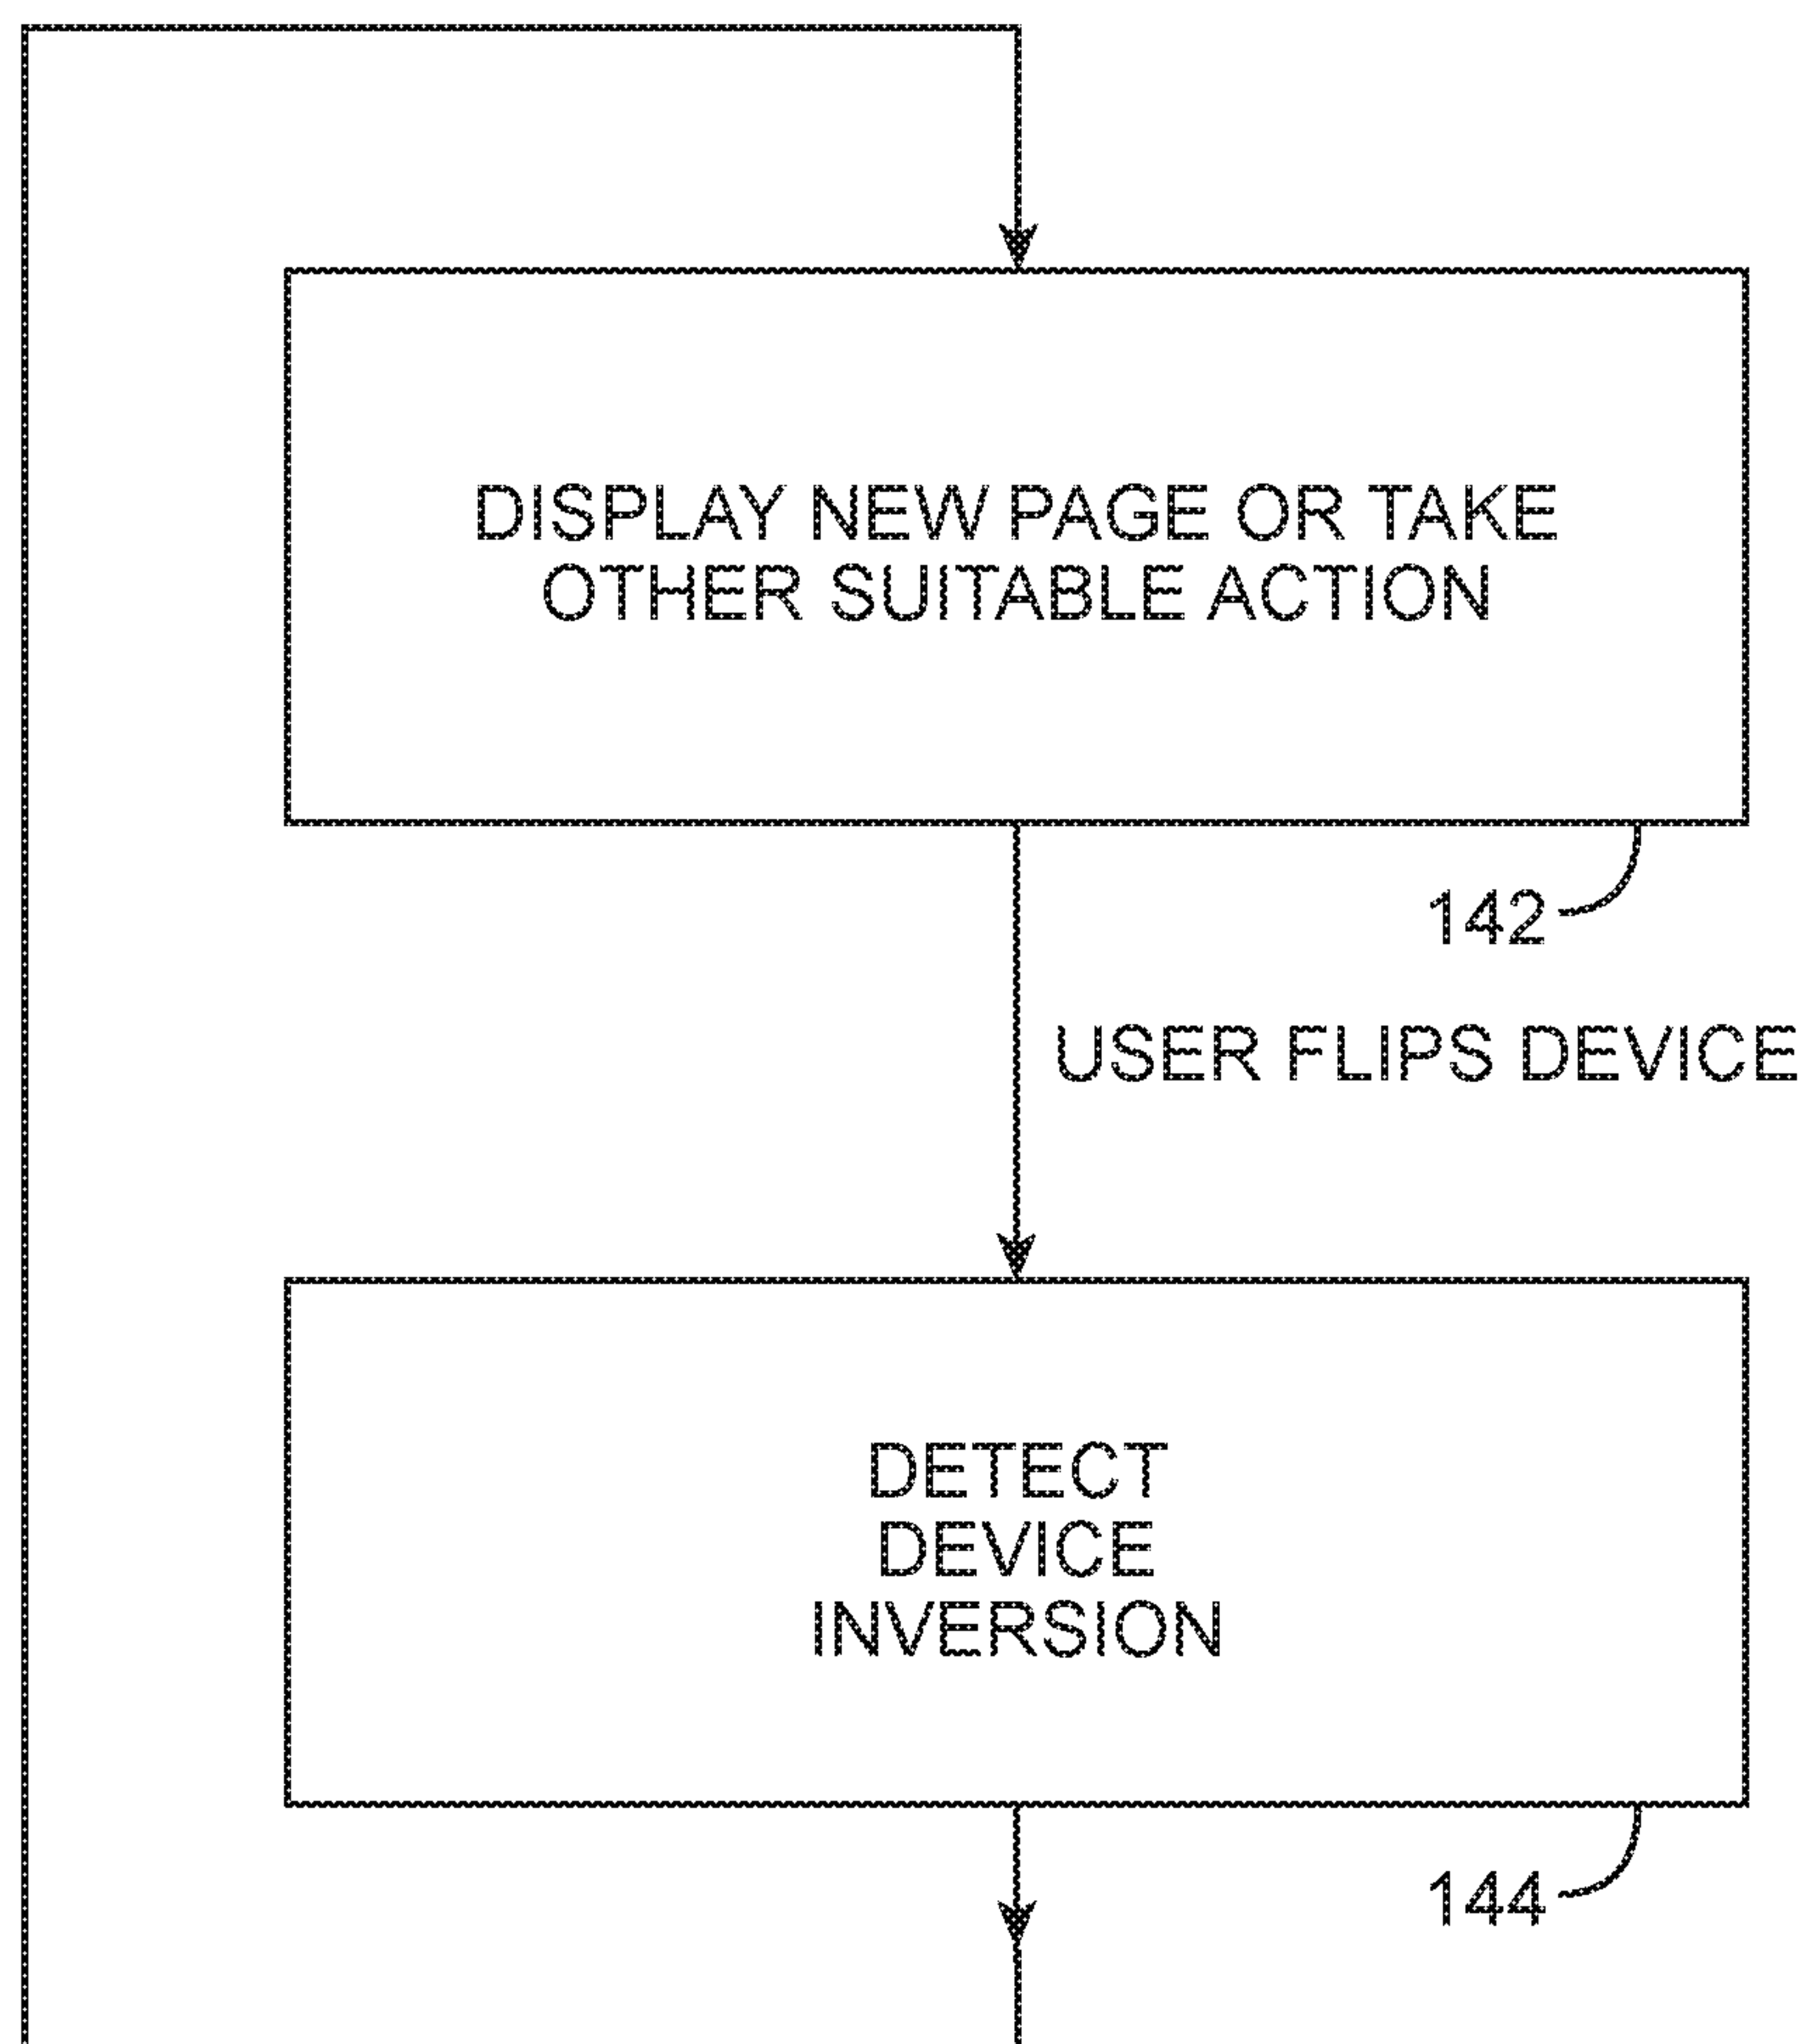 DISPLAY NEW PAGE OR TAKE
OTHER SUITABLE ACTION
142
USER FLIPS DEVICE
DETECT
DEVICE
INVERSION
144